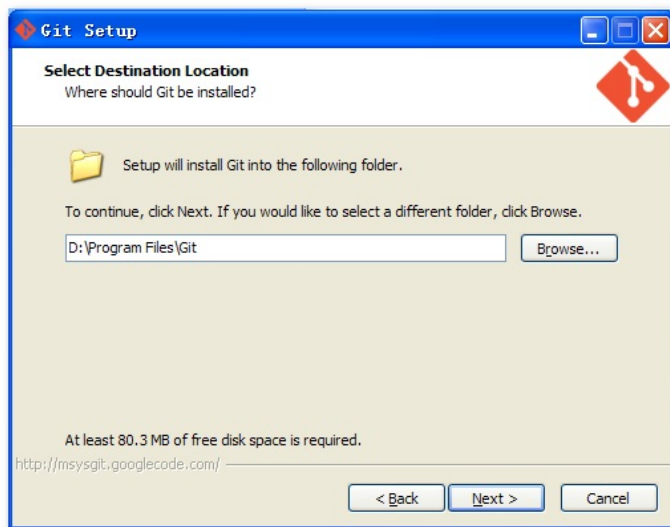 Git Setup
Select Destination Location
Where should Git be installed?
Setup will install Git into the following folder.
To continue, click Next. If you would like to select a different folder, click Browse.
D:\Program Files\Git
Browse...
At least 80.3 MB of free disk space is required.
http://msysgit.googlecode.com/
< Back
Next >
Cancel